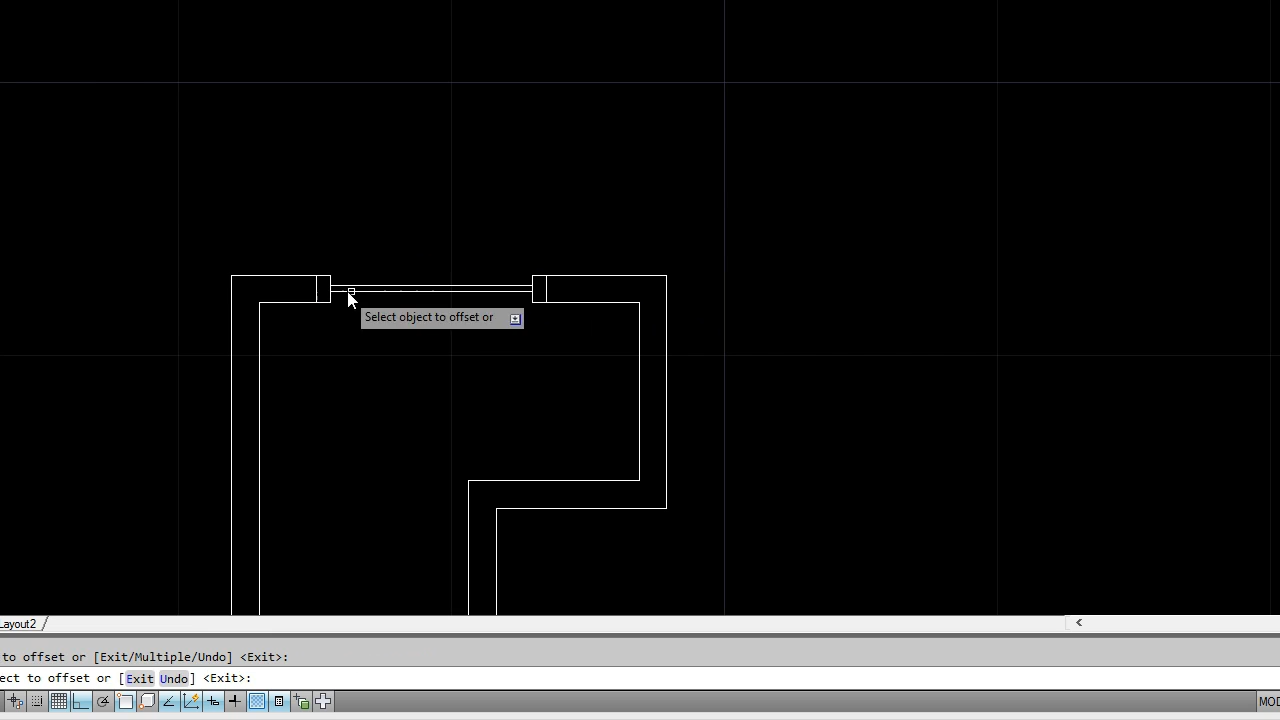 Select object to offset or
Layout2
to offset or [Exit/Multiple/Undo] <Exit>:
ect to offset or [Exit Undo] <Exit>:
MOD